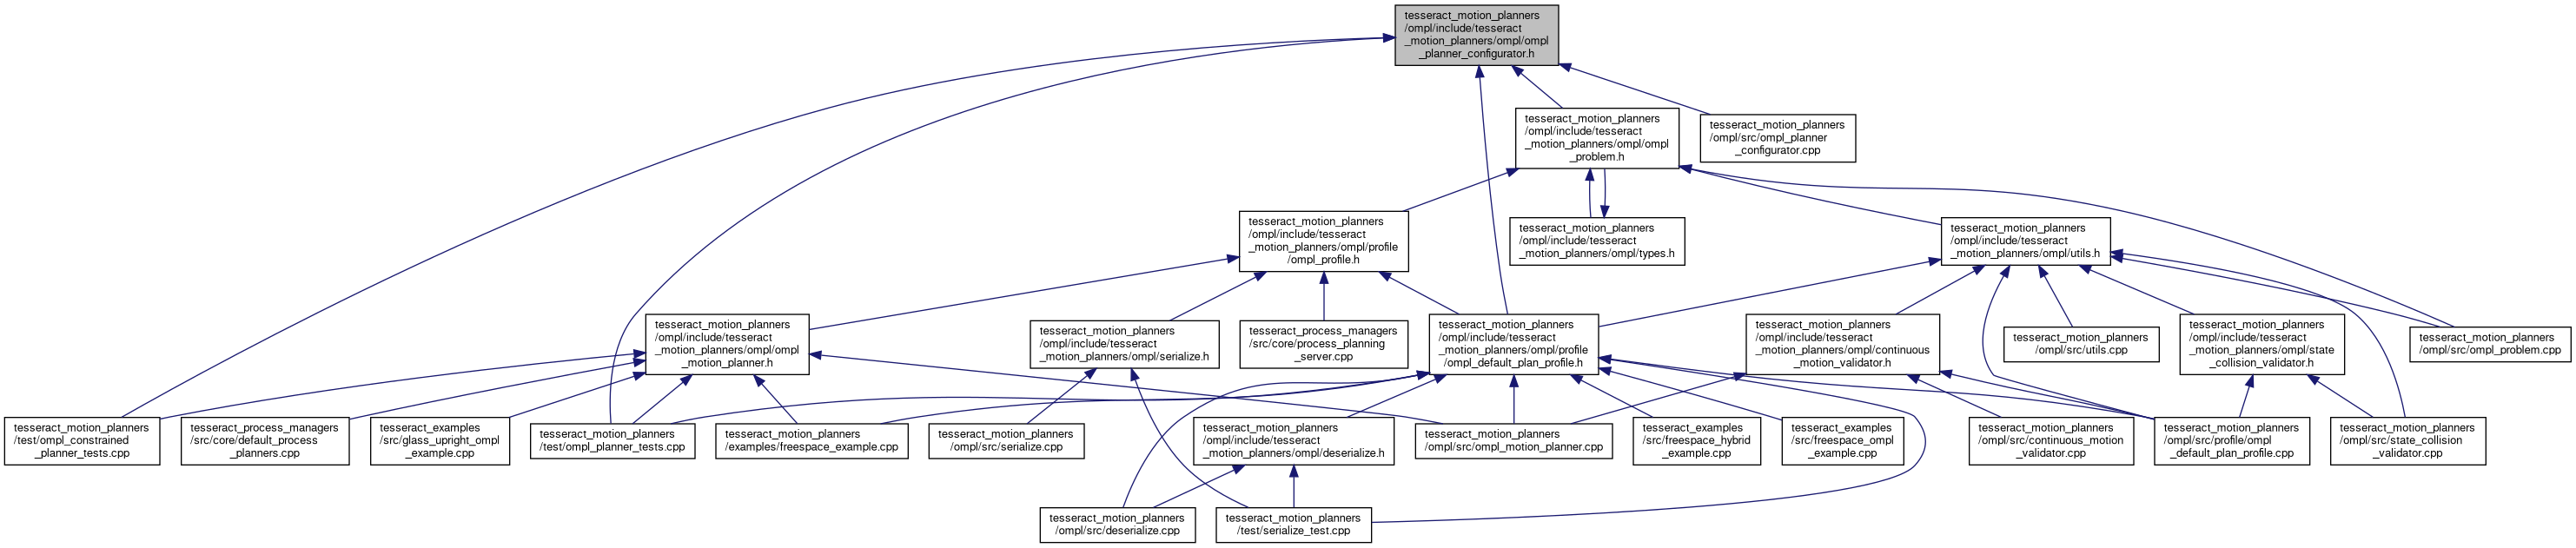 tesseract_motion_planners
/ompl/include/tesseract
_motion_planners/ompl/ompl
_planner_configurator.h
tesseract_motion_planners
/ompl/include/tesseract
_motion_planners/ompl/ompl
_problem.h
tesseract_motion_planners
/ompl/src/ompl_planner
_configurator.cpp
tesseract_motion_planners
/ompl/include/tesseract
_motion_planners/ompl/profile
/ompl_profile.h
tesseract_motion_planners
/ompl/include/tesseract
_motion_planners/ompl/types.h
tesseract_motion_planners
/ompl/include/tesseract
_motion_planners/ompl/utils.h
tesseract_motion_planners
/ompl/include/tesseract
_motion_planners/ompl/ompl
_motion_planner.h
tesseract_motion_planners
/ompl/include/tesseract
_motion_planners/ompl/serialize.h
tesseract_process_managers
/src/core/process_planning
_server.cpp
tesseract_motion_planners
/ompl/include/tesseract
_motion_planners/ompl/profile
/ompl_default_plan_profile.h
tesseract_motion_planners
/ompl/include/tesseract
_motion_planners/ompl/continuous
_motion_validator.h
tesseract_motion_planners
/ompl/src/utils.cpp
tesseract_motion_planners
/ompl/include/tesseract
_motion_planners/ompl/state
_collision_validator.h
tesseract_motion_planners
/ompl/src/ompl_problem.cpp
tesseract_motion_planners
/test/ompl_constrained
_planner_tests.cpp
tesseract_process_managers
/src/core/default_process
_planners.cpp
tesseract_examples
/src/glass_upright_ompl
_example.cpp
tesseract_motion_planners
/test/ompl_planner_tests.cpp
tesseract_motion_planners
/examples/freespace_example.cpp
tesseract_motion_planners
/ompl/src/serialize.cpp
tesseract_motion_planners
/ompl/include/tesseract
_motion_planners/ompl/deserialize.h
tesseract_motion_planners
/ompl/src/ompl_motion_planner.cpp
tesseract_examples
/src/freespace_hybrid
_example.cpp
tesseract_examples
/src/freespace_ompl
_example.cpp
tesseract_motion_planners
/ompl/src/continuous_motion
_validator.cpp
tesseract_motion_planners
/ompl/src/profile/ompl
_default_plan_profile.cpp
tesseract_motion_planners
/ompl/src/state_collision
_validator.cpp
tesseract_motion_planners
/ompl/src/deserialize.cpp
tesseract_motion_planners
/test/serialize_test.cpp